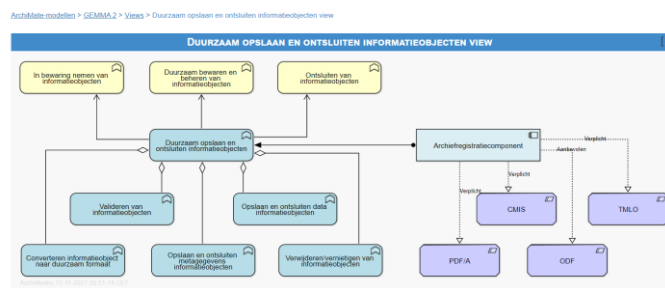 ArchiMate-modellen > GEMMA 2 > Views > Duurzaam opslaan en ontsluiten informatieobjecten view
DUURZAAM OPSLAAN EN ONTSLUITEN INFORMATIEOBJECTEN VIEW
In bewaring nemen van
informatieobjecten
Duurzaam bewaren en
beheren van
informatieobjecten
Ontsluiten van
informatieobjecten
Duurzaam opslaan en
ontsluiten informatieobjecten
Archiefregistratiecomponent
Verplicht
Aanbevolen
Verplicht
Verplicht
Valideren van
informatieobjecten
Opslaan en ontsluiten data
informatieobjecten
CMIS
TMLO
Converteren informatieobject
naar duurzaam formaat
Opslaan en ontsluiten
metagegevens
informatieobjecten
Verwijderen/vernietigen van
informatieobjecten
PDF/A
ODF